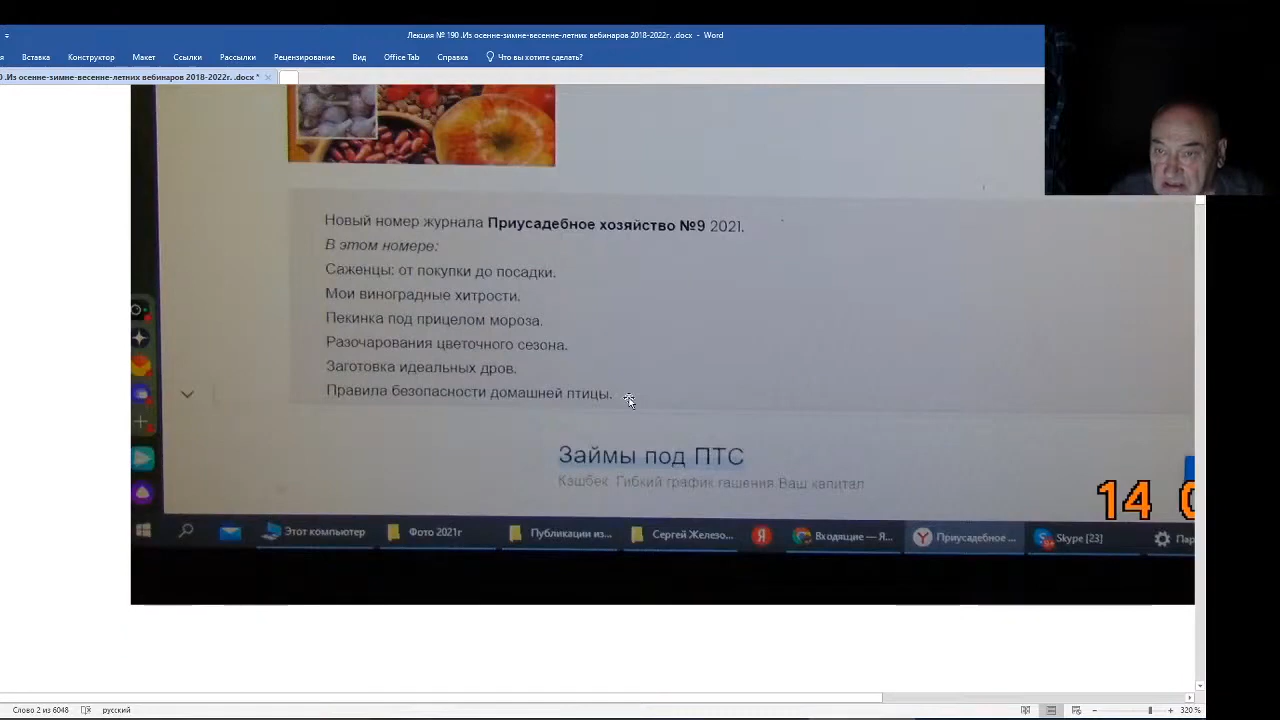 Лекция № 190 .Из осенне-зимне-весенне-летних вебинаров 2018-2022г. .docx - Word
Вставка Конструктор Макет Ссылки Рассылки Рецензирование Вид Office Tab Справка Что вы хотите сделать?
.Из осенне-зимне-весенне-летних вебинаров 2018-2022г. .docx *
Новый номер журнала Приусадебное хозяйство №9 2021.
В этом номере:
Саженцы: от покупки до посадки.
Мои виноградные хитрости.
Пекинка под прицелом мороза.
Разочарования цветочного сезона.
Заготовка идеальных дров.
Правила безопасности домашней птицы.
Займы под ПТС
Кэшбек. Гибкий график гашения.Ваш капитал
14
Этот компьютер Фото 2021г Публикации из... Сергей Железо... Входящие — Я... Приусадебное ... Skype [23] Пар
Слово 2 из 6048 русский 320 %